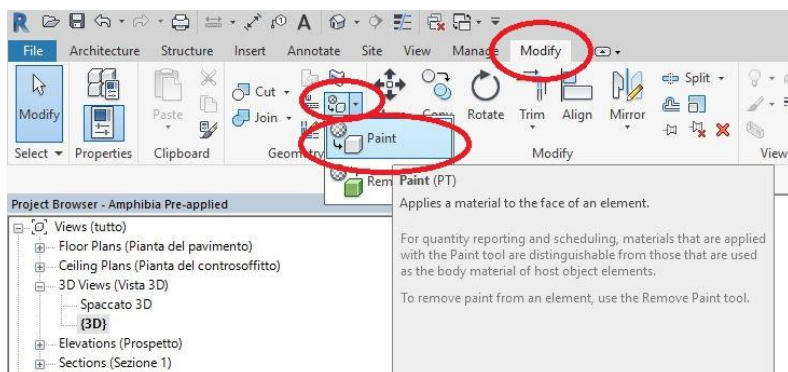 File Architecture Structure Insert Annotate Site View Manage Modify
Modify
Paste
Cut
Join
Copy
Rotate
Trim
Align
Mirror
Split
Select Properties Clipboard Geometry Modify View
Paint
Rem
Paint (PT)
Applies a material to the face of an element.
For quantity reporting and scheduling, materials that are applied
with the Paint tool are distinguishable from those that are used
as the body material of host object elements.
To remove paint from an element, use the Remove Paint tool.
Project Browser - Amphibia Pre-applied
Views (tutto)
Floor Plans (Pianta del pavimento)
Ceiling Plans (Pianta del controsoffitto)
3D Views (Vista 3D)
Spaccato 3D
{3D}
Elevations (Prospetto)
Sections (Sezione 1)